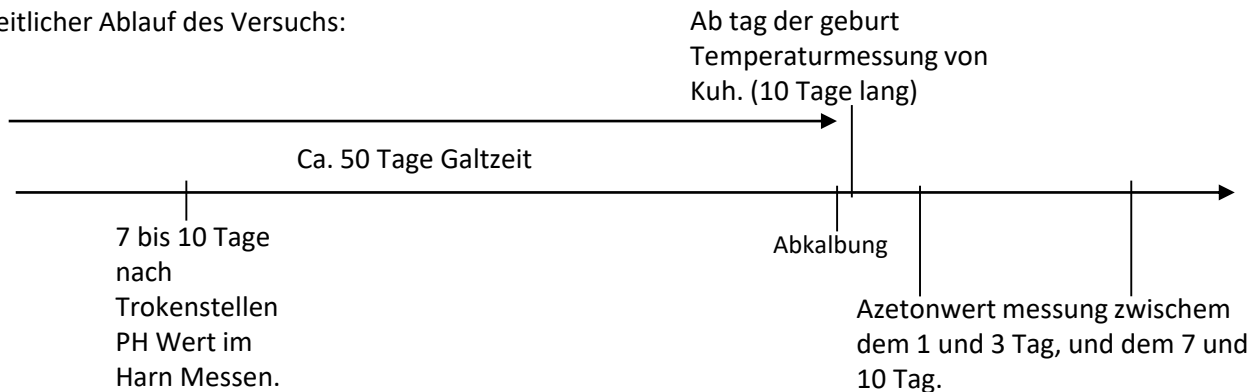 eitlicher Ablauf des Versuchs:
Ab tag der geburt
Temperaturmessung von
Kuh. (10 Tage lang)
Ca. 50 Tage Galtzeit
7 bis 10 Tage
nach
Trokenstellen
PH Wert im
Harn Messen.
Abkalbung
Azetonwert messung zwischem
dem 1 und 3 Tag, und dem 7 und
10 Tag.